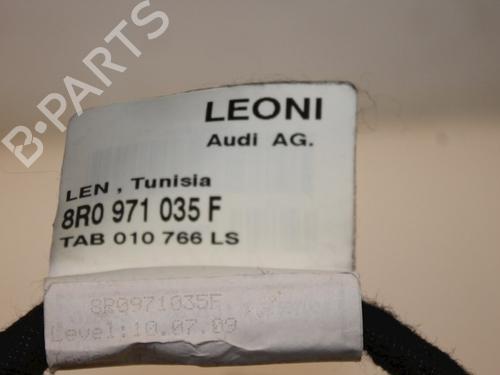 B-PARTS
LEONI
Audi AG.
LEN , Tunisia
8R0 971 035 F
TAB 010 766 LS
8R0971035F
Level:10.07.09